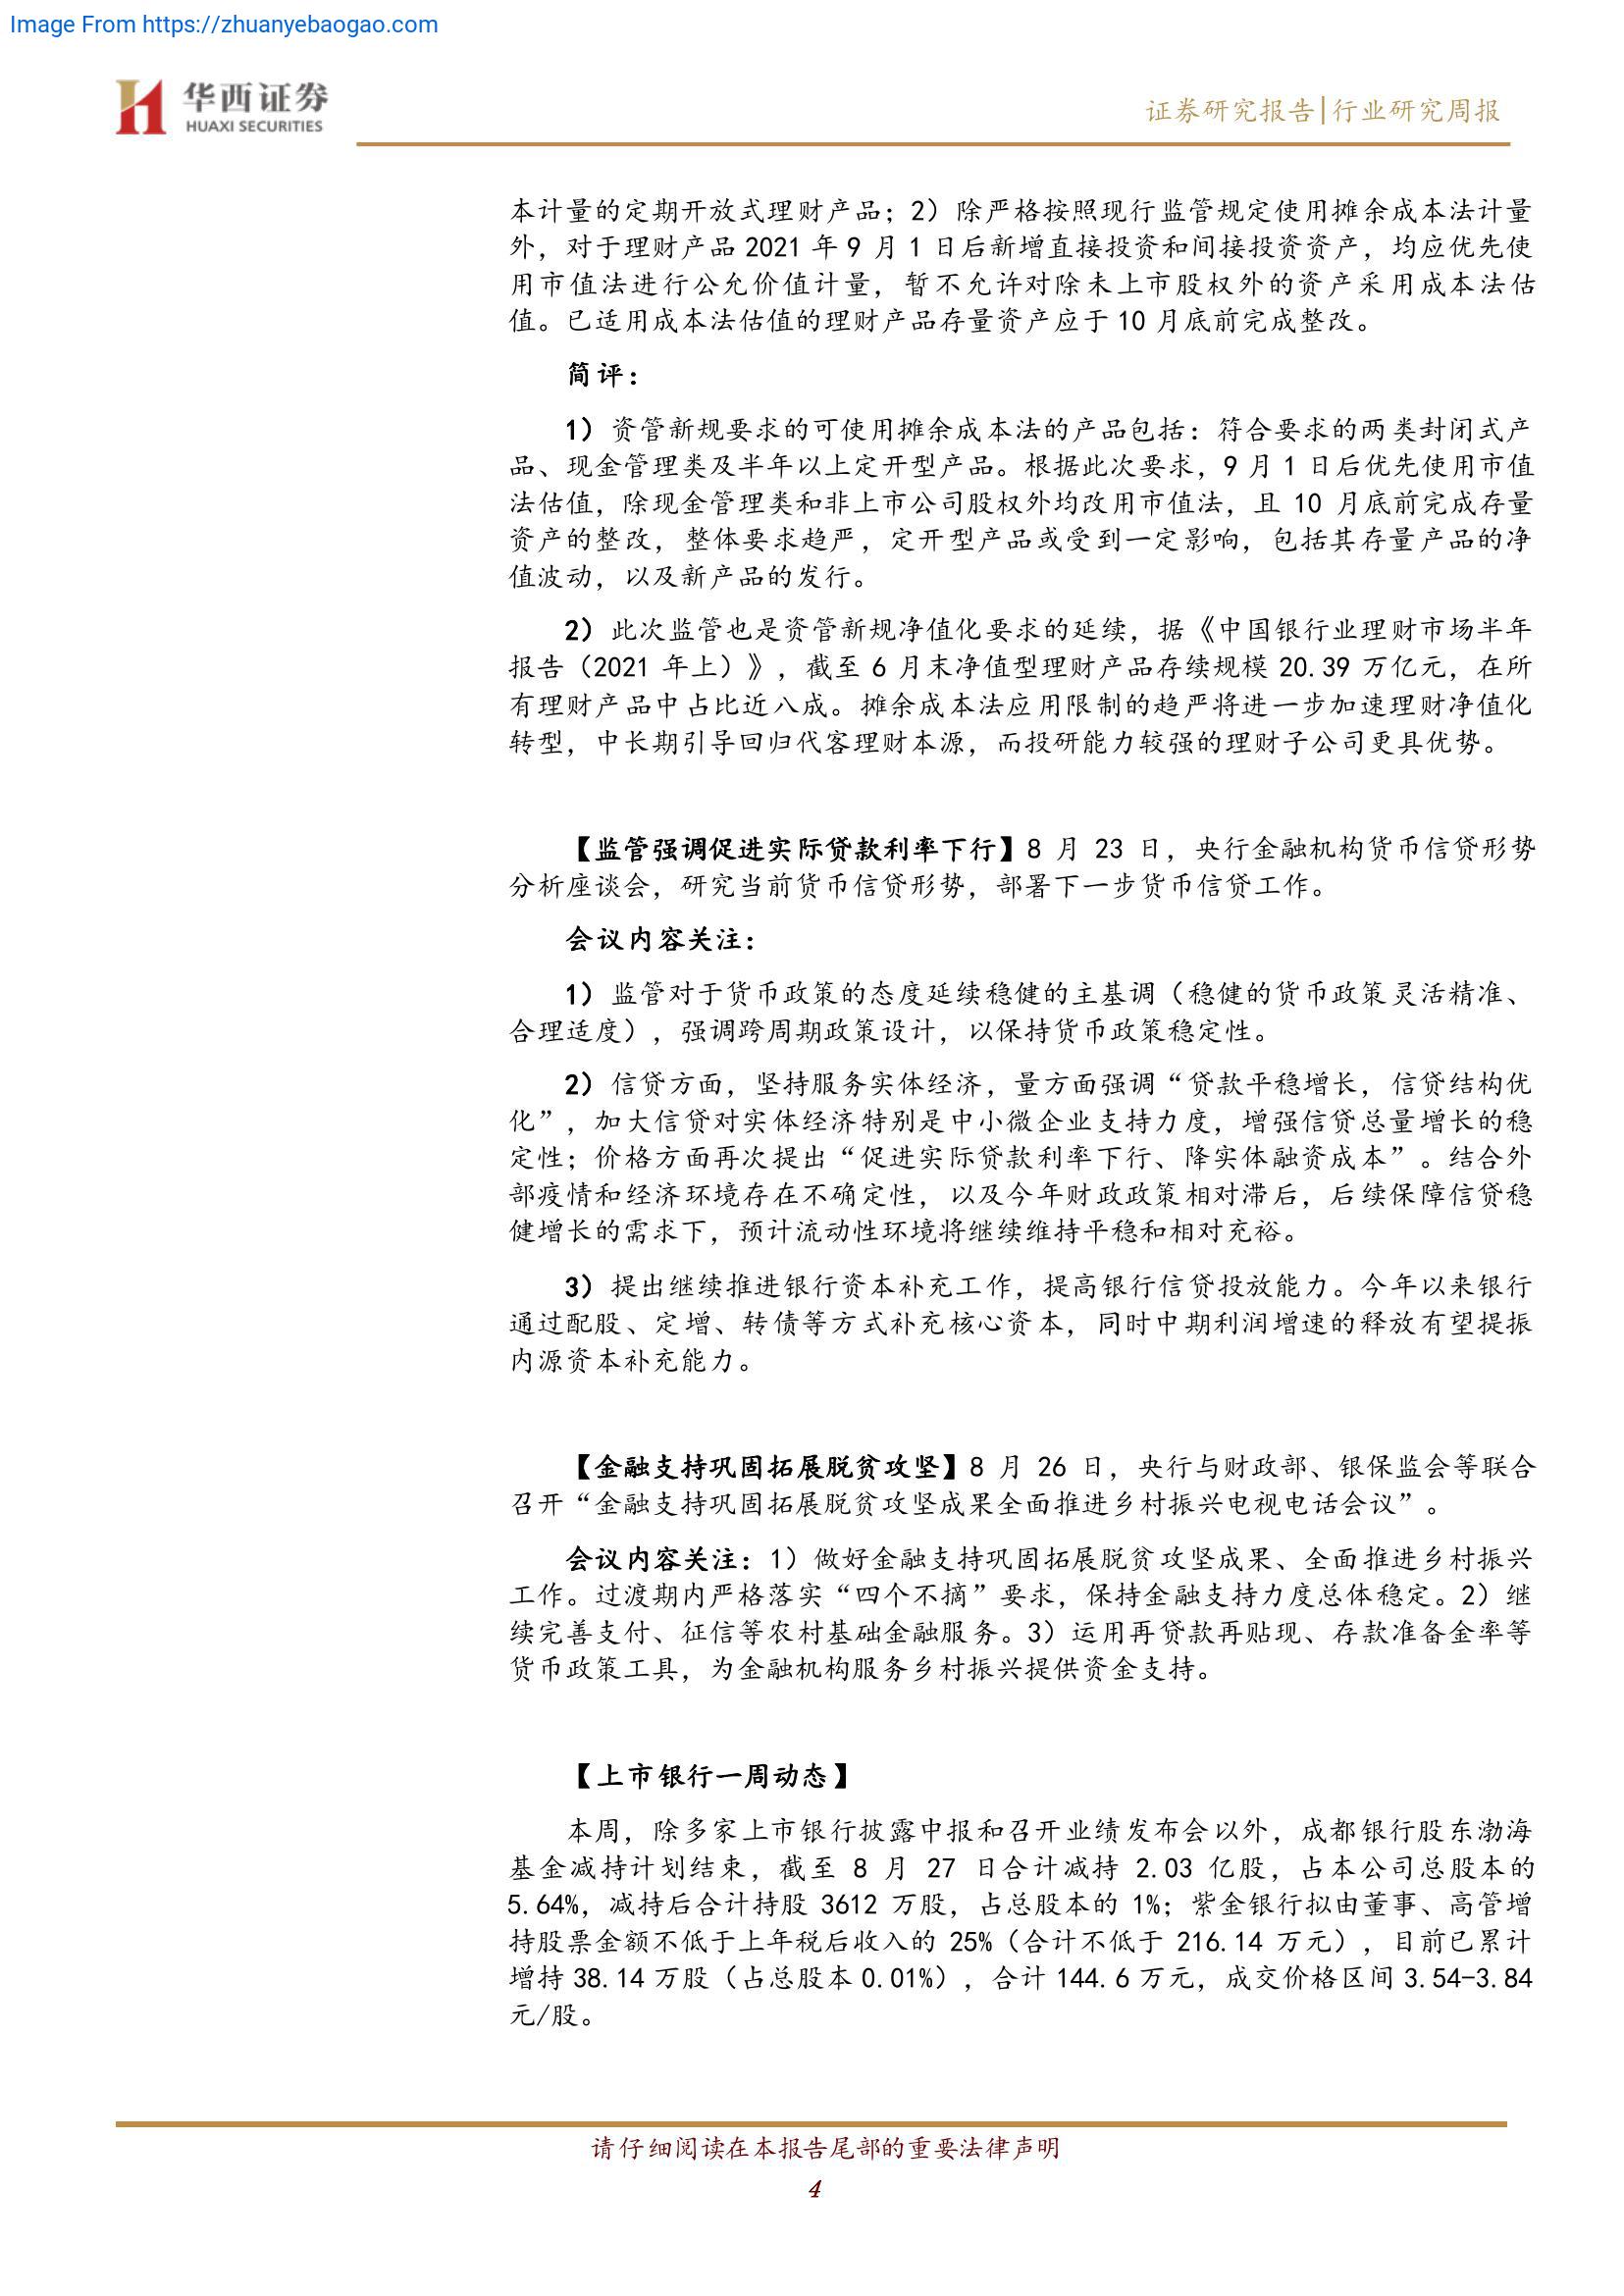 Image From https://zhuanyebaogao.com
华西证券
HUAXI SECURITIES
证券研究报告|行业研究周报
本计量的定期开放式理财产品；2）除严格按照现行监管规定使用摊余成本法计量
外，对于理财产品 2021 年 9 月 1 日后新增直接投资和间接投资资产，均应优先使
用市值法进行公允价值计量，暂不允许对除未上市股权外的资产采用成本法估
值。已适用成本法估值的理财产品存量资产应于 10 月底前完成整改。
简评：
1）资管新规要求的可使用摊余成本法的产品包括：符合要求的两类封闭式产
品、现金管理类及半年以上定开型产品。根据此次要求，9 月 1 日后优先使用市值
法估值，除现金管理类和非上市公司股权外均改用市值法，且 10 月底前完成存量
资产的整改，整体要求趋严，定开型产品或受到一定影响，包括其存量产品的净
值波动，以及新产品的发行。
2）此次监管也是资管新规净值化要求的延续，据《中国银行业理财市场半年
报告（2021 年上）》，截至 6 月末净值型理财产品存续规模 20.39 万亿元，在所
有理财产品中占比近八成。摊余成本法应用限制的趋严将进一步加速理财净值化
转型，中长期引导回归代客理财本源，而投研能力较强的理财子公司更具优势。
【监管强调促进实际贷款利率下行】8 月 23 日，央行金融机构货币信贷形势
分析座谈会，研究当前货币信贷形势，部署下一步货币信贷工作。
会议内容关注：
1）监管对于货币政策的态度延续稳健的主基调（稳健的货币政策灵活精准、
合理适度），强调跨周期政策设计，以保持货币政策稳定性。
2）信贷方面，坚持服务实体经济，量方面强调“贷款平稳增长，信贷结构优
化”，加大信贷对实体经济特别是中小微企业支持力度，增强信贷总量增长的稳
定性；价格方面再次提出“促进实际贷款利率下行、降实体融资成本”。结合外
部疫情和经济环境存在不确定性，以及今年财政政策相对滞后，后续保障信贷稳
健增长的需求下，预计流动性环境将继续维持平稳和相对充裕。
3）提出继续推进银行资本补充工作，提高银行信贷投放能力。今年以来银行
通过配股、定增、转债等方式补充核心资本，同时中期利润增速的释放有望提振
内源资本补充能力。
【金融支持巩固拓展脱贫攻坚】8 月 26 日，央行与财政部、银保监会等联合
召开“金融支持巩固拓展脱贫攻坚成果全面推进乡村振兴电视电话会议”。
会议内容关注：1）做好金融支持巩固拓展脱贫攻坚成果、全面推进乡村振兴
工作。过渡期内严格落实“四个不摘”要求，保持金融支持力度总体稳定。2）继
续完善支付、征信等农村基础金融服务。3）运用再贷款再贴现、存款准备金率等
货币政策工具，为金融机构服务乡村振兴提供资金支持。
【上市银行一周动态】
本周，除多家上市银行披露中报和召开业绩发布会以外，成都银行股东渤海
基金减持计划结束，截至 8 月 27 日合计减持 2.03 亿股，占本公司总股本的
5.64%，减持后合计持股 3612 万股，占总股本的 1%；紫金银行拟由董事、高管增
持股票金额不低于上年税后收入的 25%（合计不低于 216.14 万元），目前已累计
增持 38.14 万股（占总股本 0.01%），合计 144.6 万元，成交价格区间 3.54-3.84
元/股。
请仔细阅读在本报告尾部的重要法律声明
4